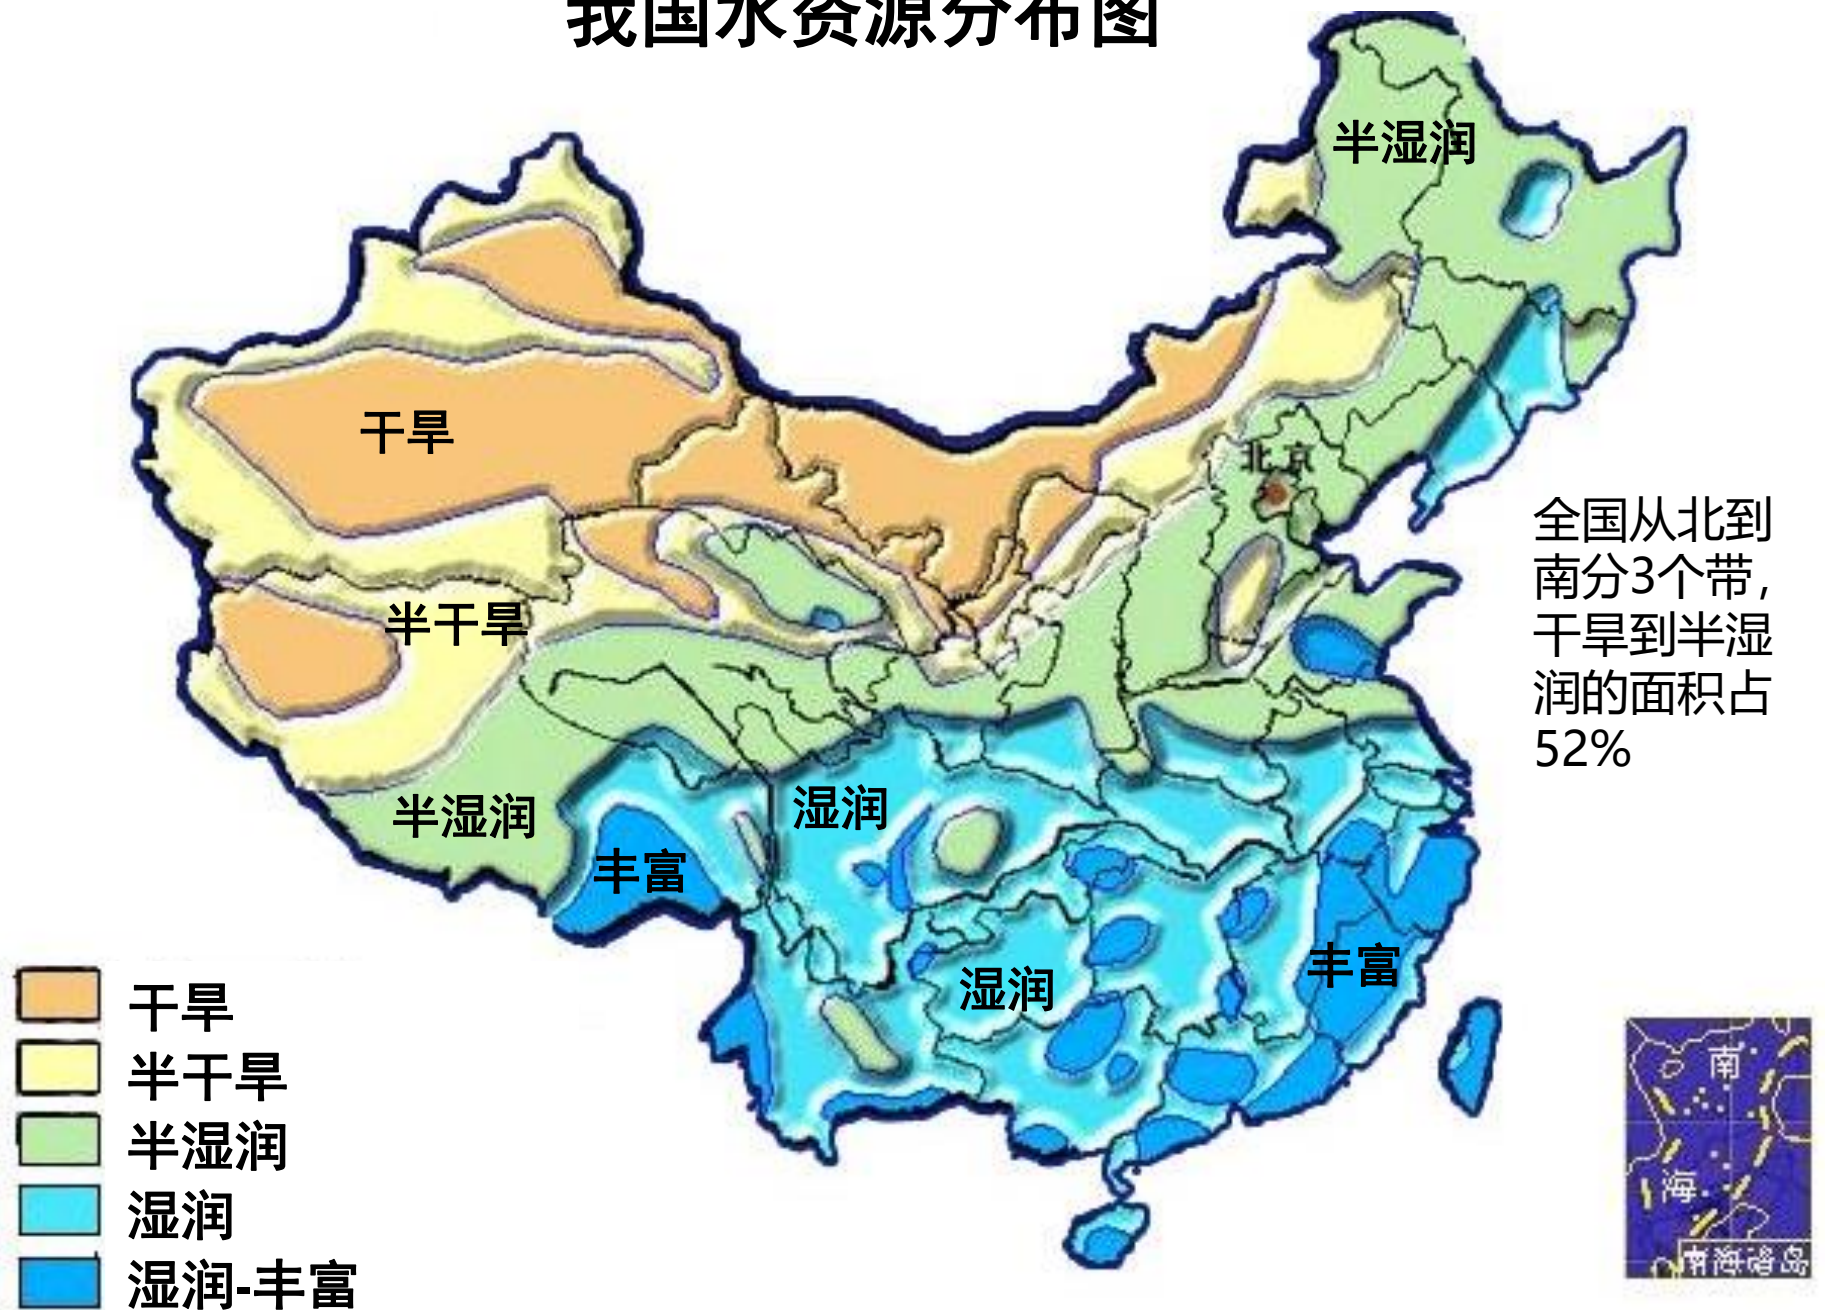 我国水资源分布图
半湿润
干旱
北京
半干旱
全国从北到
南分3个带，
干旱到半湿
润的面积占
52%
半湿润
湿润
丰富
湿润
丰富
干旱
半干旱
半湿润
湿润
湿润-丰富
南
海
南海诸岛